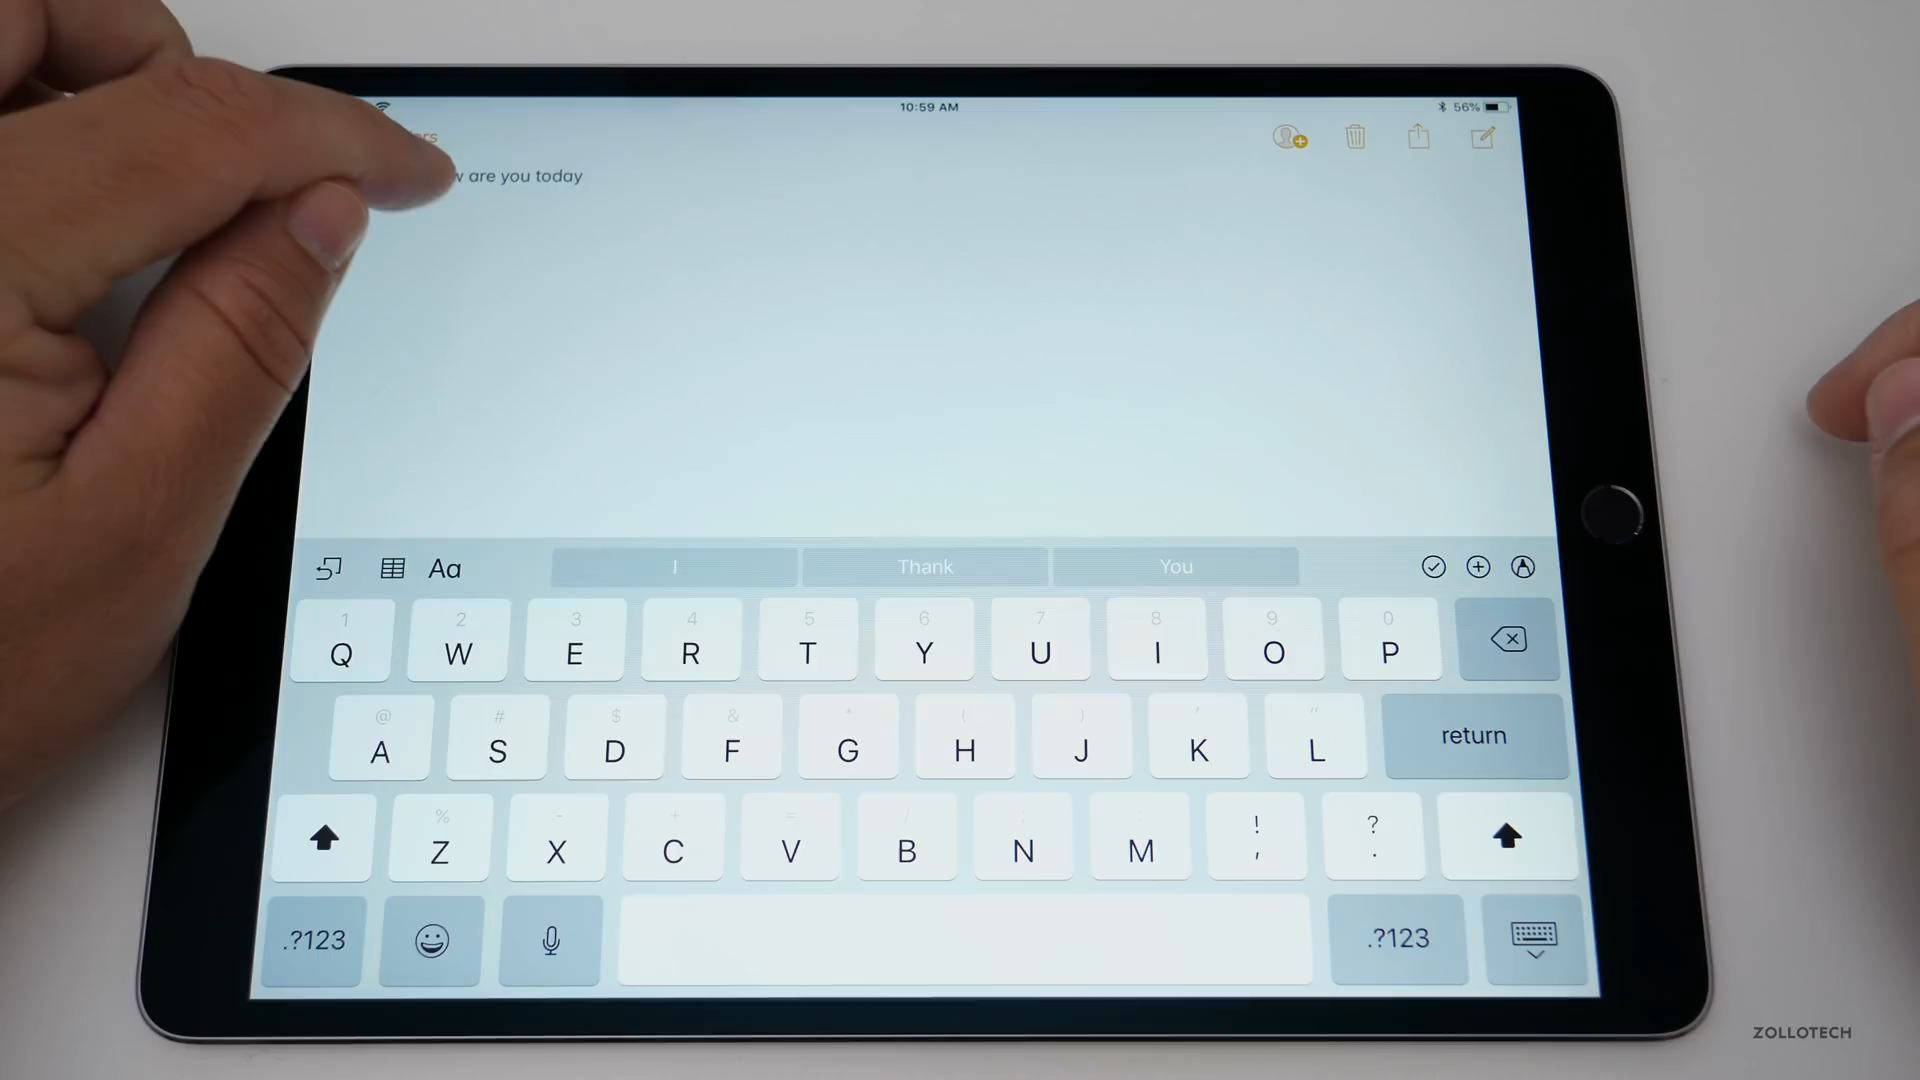 10:59 AM
56%
w are you today
Aa
I
Thank
You
1 2 3 4 5 6 7 8 9 0
Q W E R T Y U I O P
@ # $ & * ( ) ' "
A S D F G H J K L return
% - + = / ; : ! ?
Z X C V B N M , .
.?123
.?123
ZOLLOTECH